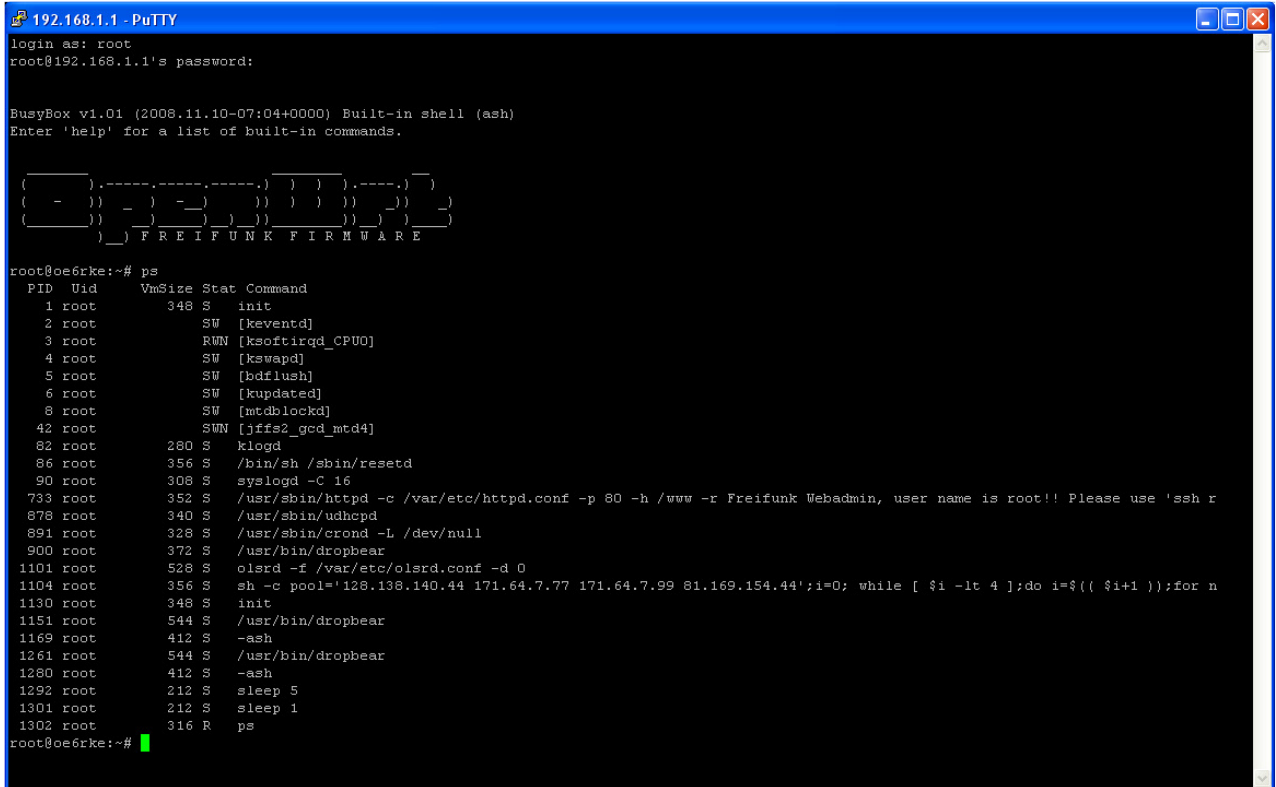 192.168.1.1 - PuTTY
login as: root
root@192.168.1.1's password:
BusyBox v1.01 (2008.11.10-07:04+0000) Built-in shell (ash)
Enter 'help' for a list of built-in commands.
OpenWrt
F R E I F U N K F I R M W A R E
root@oe6rke:~# ps
PID Uid VmSize Stat Command
1 root 348 S init
2 root SW [keventd]
3 root RWN [ksoftirqd_CPU0]
4 root SW [kswapd]
5 root SW [bdflush]
6 root SW [kupdated]
8 root SW [mtdblockd]
42 root SWN [jffs2_gcd_mtd4]
82 root 280 S klogd
86 root 356 S /bin/sh /sbin/resetd
90 root 308 S syslogd -C 16
733 root 352 S /usr/sbin/httpd -c /var/etc/httpd.conf -p 80 -h /www -r Freifunk Webadmin, user name is root!! Please use 'ssh r
878 root 340 S /usr/sbin/udhcpd
891 root 328 S /usr/sbin/crond -L /dev/null
900 root 372 S /usr/bin/dropbear
1101 root 528 S olsrd -f /var/etc/olsrd.conf -d 0
1104 root 356 S sh -c pool='128.138.140.44 171.64.7.77 171.64.7.99 81.169.154.44';i=0; while [ $i -lt 4 ];do i=$(( $i+1 ));for n
1130 root 348 S init
1151 root 544 S /usr/bin/dropbear
1169 root 412 S -ash
1261 root 544 S /usr/bin/dropbear
1280 root 412 S -ash
1292 root 212 S sleep 5
1301 root 212 S sleep 1
1302 root 316 R ps
root@oe6rke:~#